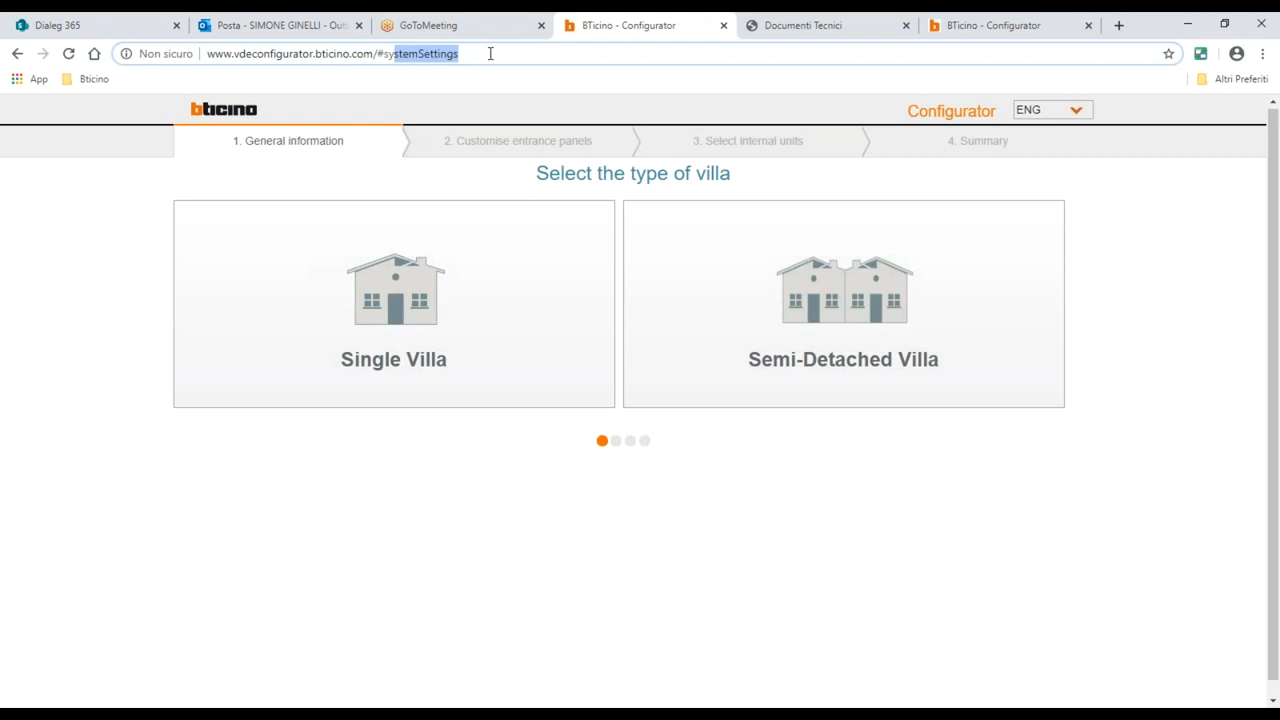 Dialeg 365
Posta - SIMONE GINELLI - Out
GoToMeeting
BTicino - Configurator
Documenti Tecnici
BTicino - Configurator
Non sicuro
www.vdeconfigurator.bticino.com/#systemSettings
App
Bticino
Altri Preferiti
bticino
Configurator
ENG
1. General information
2. Customise entrance panels
3. Select internal units
4. Summary
Select the type of villa
Single Villa
Semi-Detached Villa